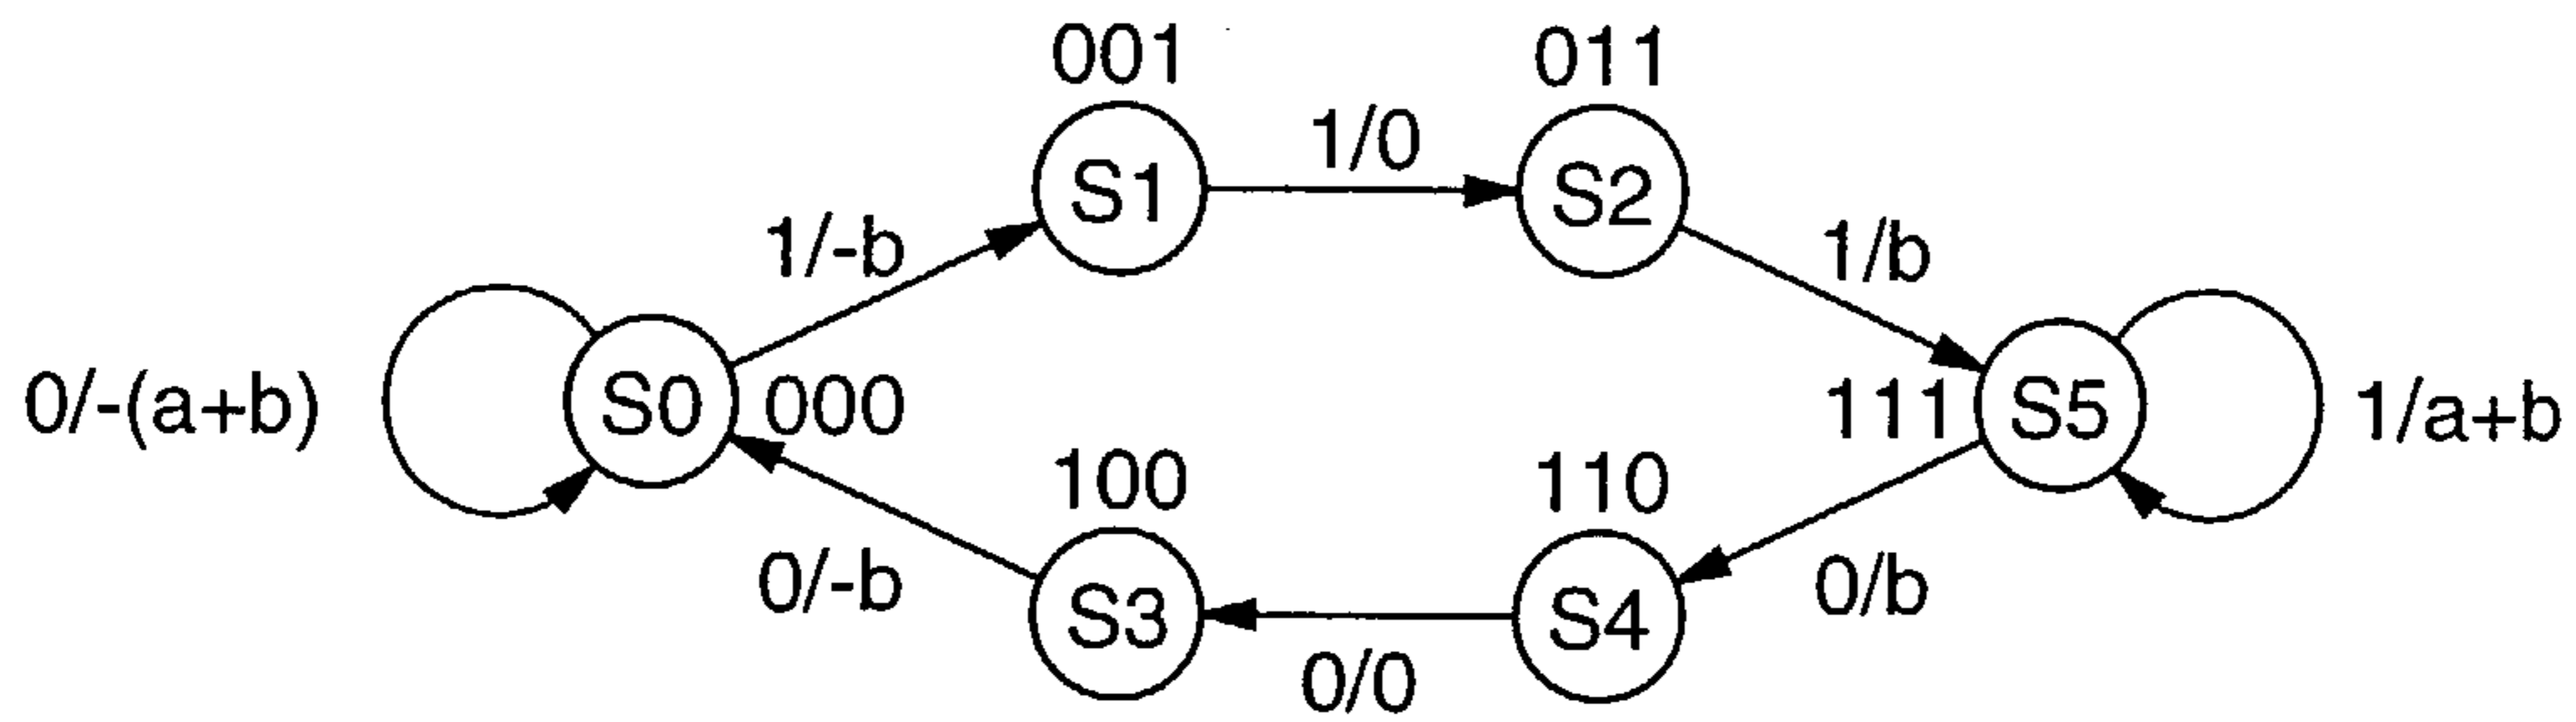 001
011
1/0
S1
S2
1/-b
1/b
0/-(a+b)
S0
000
111
S5
1/a+b
100
110
0/-b
S3
S4
0/b
0/0